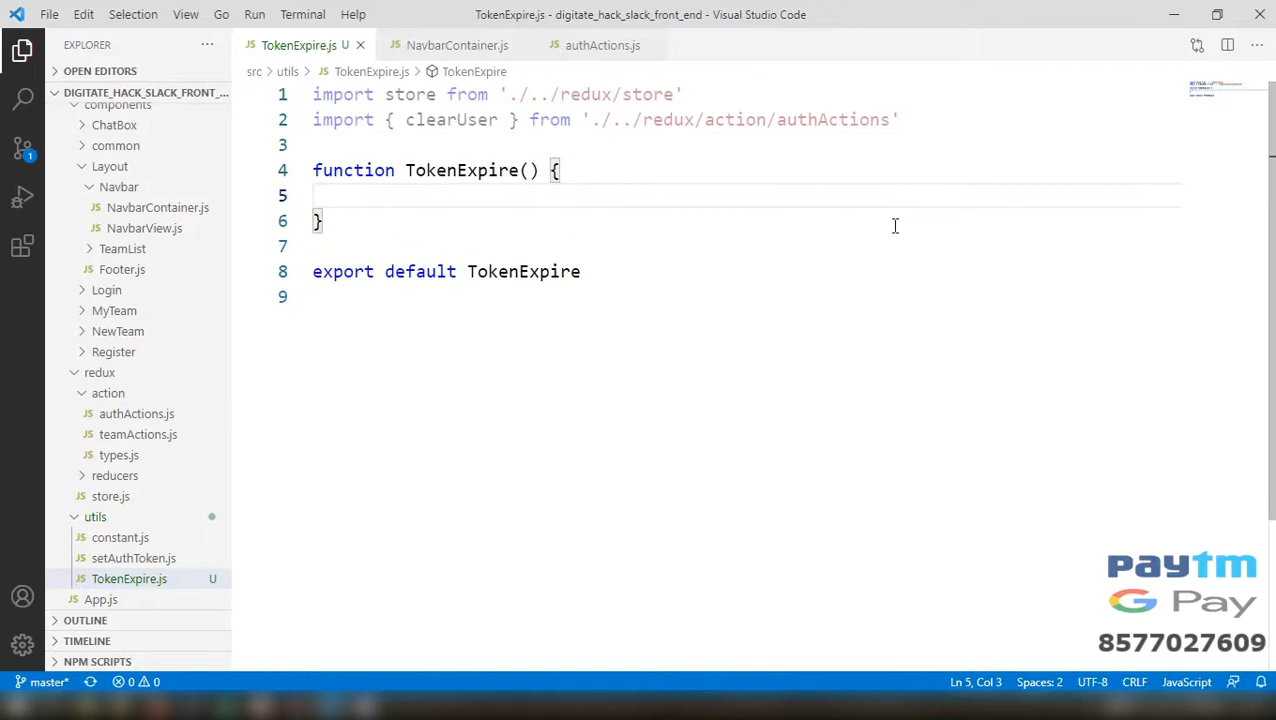 File Edit Selection View Go Run Terminal Help TokenExpire.js - digitate_hack_slack_front_end - Visual Studio Code
EXPLORER
OPEN EDITORS
DIGITATE_HACK_SLACK_FRONT_...
components
ChatBox
common
Layout
Navbar
NavbarContainer.js
NavbarView.js
TeamList
Footer.js
Login
MyTeam
NewTeam
Register
redux
action
authActions.js
teamActions.js
types.js
reducers
store.js
utils
constant.js
setAuthToken.js
TokenExpire.js U
App.js
OUTLINE
TIMELINE
NPM SCRIPTS
1
JS TokenExpire.js U JS NavbarContainer.js JS authActions.js
src > utils > JS TokenExpire.js > TokenExpire
1 import store from './../redux/store'
2 import { clearUser } from './../redux/action/authActions'
3
4 function TokenExpire() {
5
6 }
7
8 export default TokenExpire
9
paytm
G Pay
8577027609
master* 0 0 Ln 5, Col 3 Spaces: 2 UTF-8 CRLF JavaScript